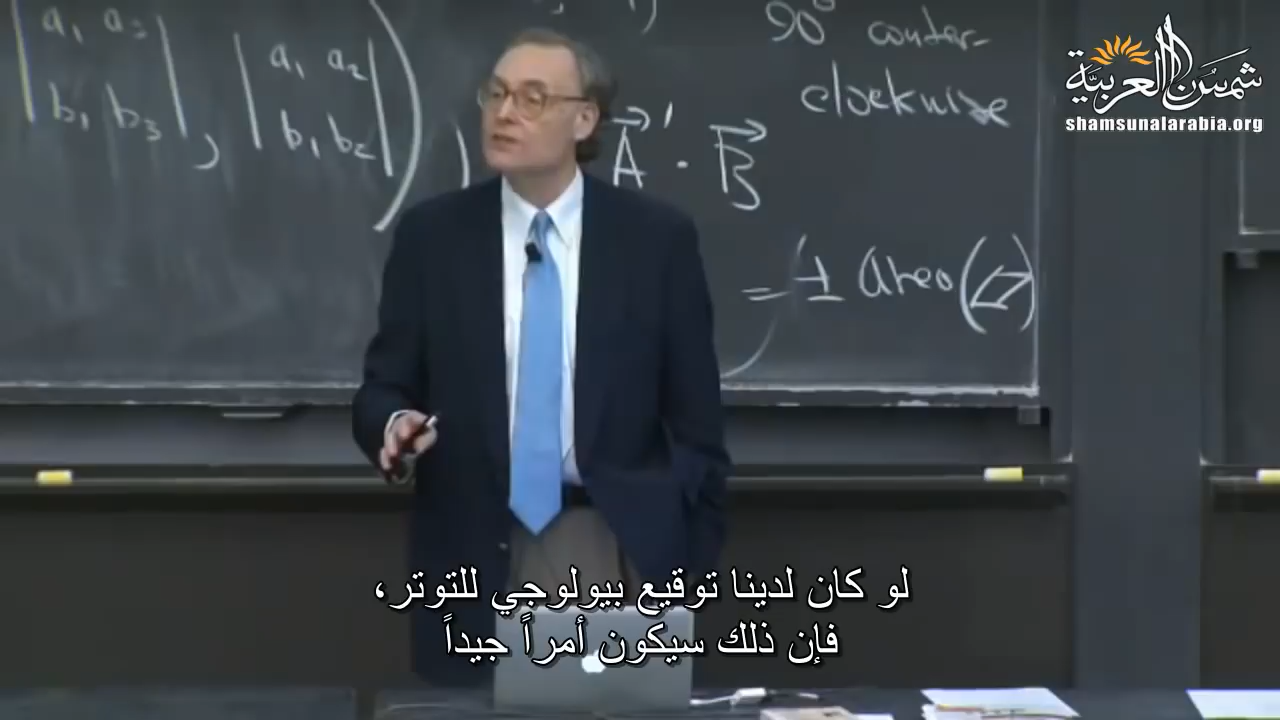 a₁ a₃
b₁ b₃
,
a₁ a₂
b₁ b₂
90° counter-
clockwise
A⃗' · B⃗
= ± area( )
شمس العربية
shamsunalarabia.org
لو كان لدينا توقيع بيولوجي للتوتر،
فإن ذلك سيكون أمراً جيداً